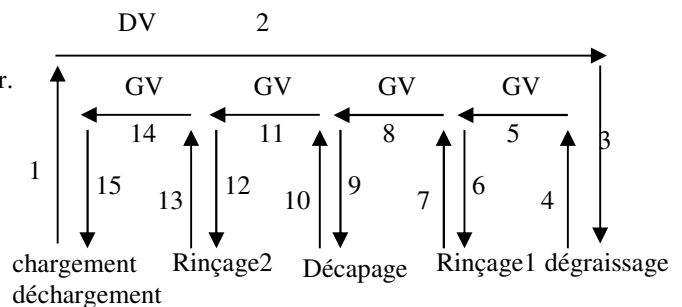 DV 2
r.
GV GV GV GV
14 11 8 5 3
1 15 13 12 10 9 7 6 4
chargement Rinçage2 Décapage Rinçage1 dégraissage
déchargement